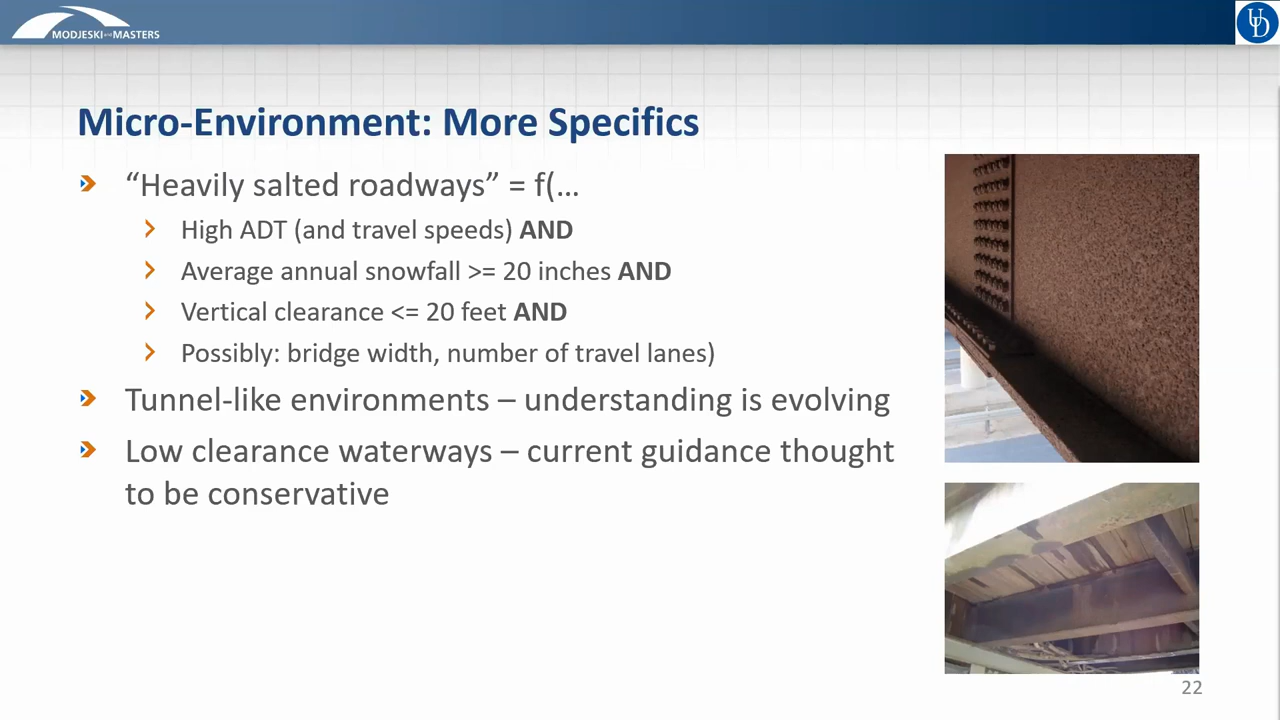 MODJESKI and MASTERS
UD
Micro-Environment: More Specifics
“Heavily salted roadways” = f(…
High ADT (and travel speeds) AND
Average annual snowfall >= 20 inches AND
Vertical clearance <= 20 feet AND
Possibly: bridge width, number of travel lanes)
Tunnel-like environments – understanding is evolving
Low clearance waterways – current guidance thought
to be conservative
22